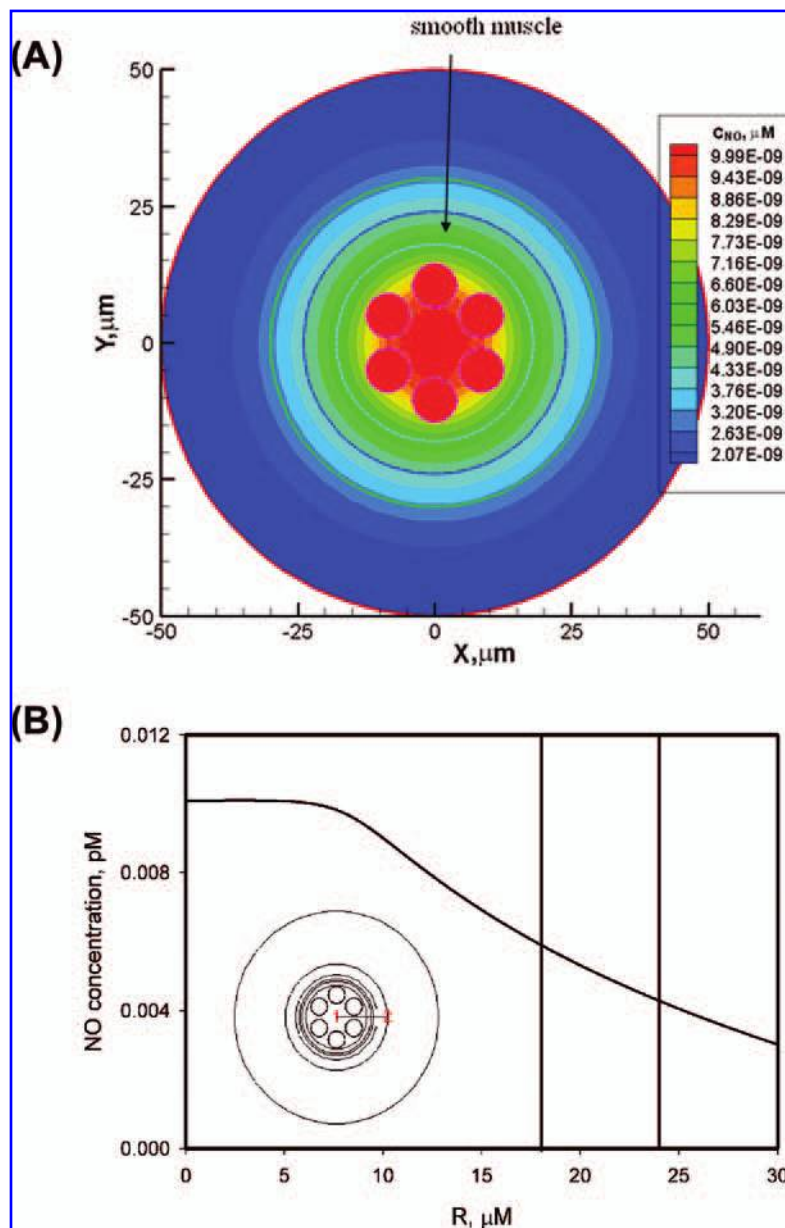 (A)
smooth muscle
50
25
0
-25
-50
Y,μm
-50
-25
0
25
50
X,μm
cNO, μM
9.99E-09
9.43E-09
8.86E-09
8.29E-09
7.73E-09
7.16E-09
6.60E-09
6.03E-09
5.46E-09
4.90E-09
4.33E-09
3.76E-09
3.20E-09
2.63E-09
2.07E-09
(B)
0.012
0.008
0.004
0.000
NO concentration, pM
0
5
10
15
20
25
30
R, μM